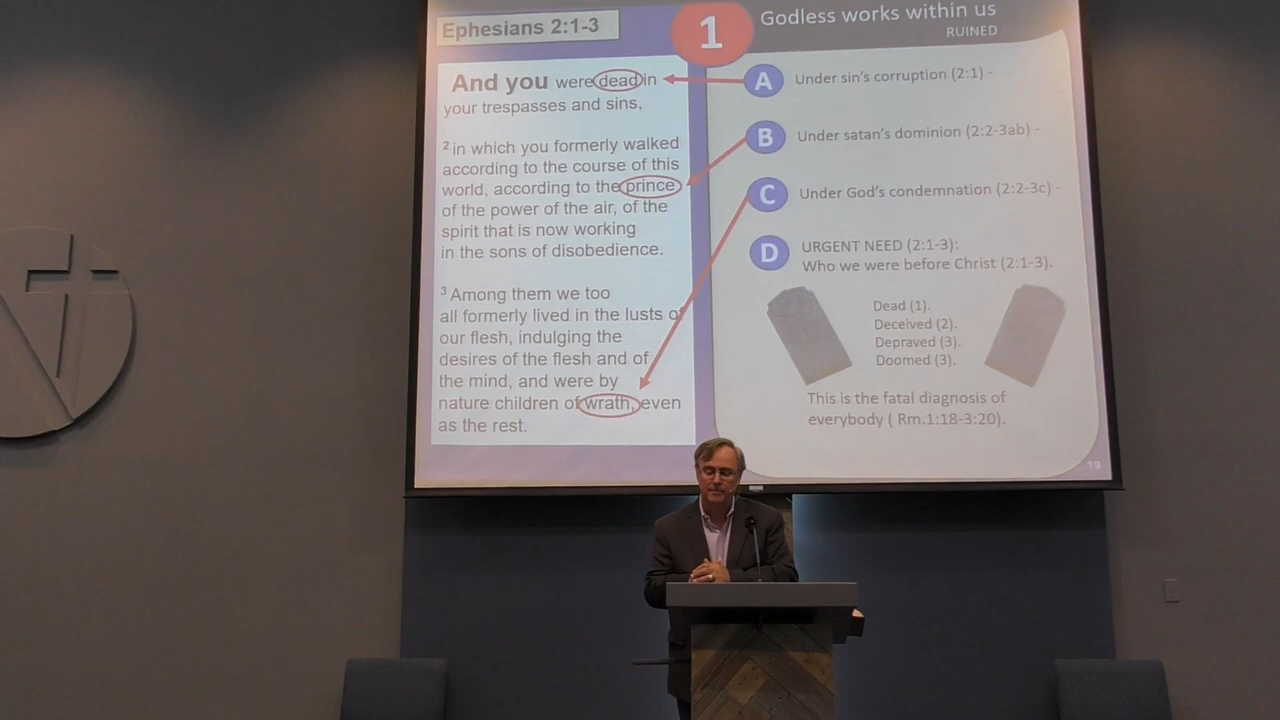 Ephesians 2:1-3
And you were dead in
your trespasses and sins,
2 in which you formerly walked
according to the course of this
world, according to the prince
of the power of the air, of the
spirit that is now working
in the sons of disobedience.
3 Among them we too
all formerly lived in the lusts of
our flesh, indulging the
desires of the flesh and of
the mind, and were by
nature children of wrath, even
as the rest.
1
Godless works within us
RUINED
A Under sin's corruption (2:1) -
B Under satan's dominion (2:2-3ab) -
C Under God's condemnation (2:2-3c) -
D URGENT NEED (2:1-3):
Who we were before Christ (2:1-3).
Dead (1).
Deceived (2).
Depraved (3).
Doomed (3).
This is the fatal diagnosis of
everybody ( Rm.1:18-3:20).
19